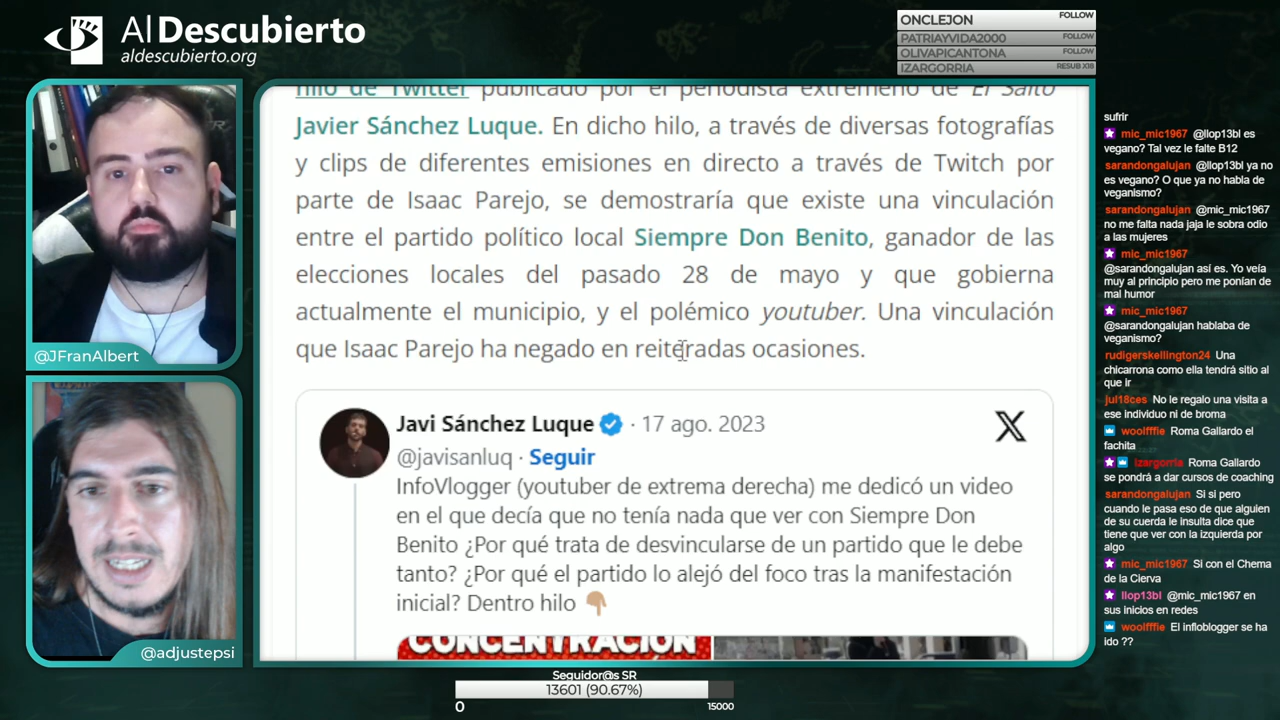 Al Descubierto
aldescubierto.org
ONCLEJON FOLLOW
PATRIAYVIDA2000 FOLLOW
OLIVAPICANTONA FOLLOW
IZARGORRIA RESUB X18
@JFranAlbert
@adjustepsi
hilo de Twitter publicado por el periodista extremeño de El Salto
Javier Sánchez Luque. En dicho hilo, a través de diversas fotografías
y clips de diferentes emisiones en directo a través de Twitch por
parte de Isaac Parejo, se demostraría que existe una vinculación
entre el partido político local Siempre Don Benito, ganador de las
elecciones locales del pasado 28 de mayo y que gobierna
actualmente el municipio, y el polémico youtuber. Una vinculación
que Isaac Parejo ha negado en reiteradas ocasiones.
Javi Sánchez Luque · 17 ago. 2023
@javisanluq · Seguir
InfoVlogger (youtuber de extrema derecha) me dedicó un video
en el que decía que no tenía nada que ver con Siempre Don
Benito ¿Por qué trata de desvincularse de un partido que le debe
tanto? ¿Por qué el partido lo alejó del foco tras la manifestación
inicial? Dentro hilo
CONCENTRACIÓN
sufrir
mic_mic1967 @llop13bl es
vegano? Tal vez le falte B12
sarandongalujan @llop13bl ya no
es vegano? O que ya no habla de
veganismo?
sarandongalujan @mic_mic1967
no me falta nada jaja le sobra odio
a las mujeres
mic_mic1967
@sarandongalujan así es. Yo veía
muy al principio pero me ponían de
mal humor
mic_mic1967
@sarandongalujan hablaba de
veganismo?
rudigerskellington24 Una
chicarrona como ella tendrá sitio al
que ir
jul18ces No le regalo una visita a
ese individuo ni de broma
woolfffie Roma Gallardo el
fachita
izargorria Roma Gallardo
se pondrá a dar cursos de coaching
sarandongalujan Si si pero
cuando le pasa eso de que alguien
de su cuerda le insulta dice que
tiene que ver con la izquierda por
algo
mic_mic1967 Si con el Chema
de la Cierva
llop13bl @mic_mic1967 en
sus inicios en redes
woolfffie El infloblogger se ha
ido ??
Seguidor@s SR
13601 (90.67%)
0 15000